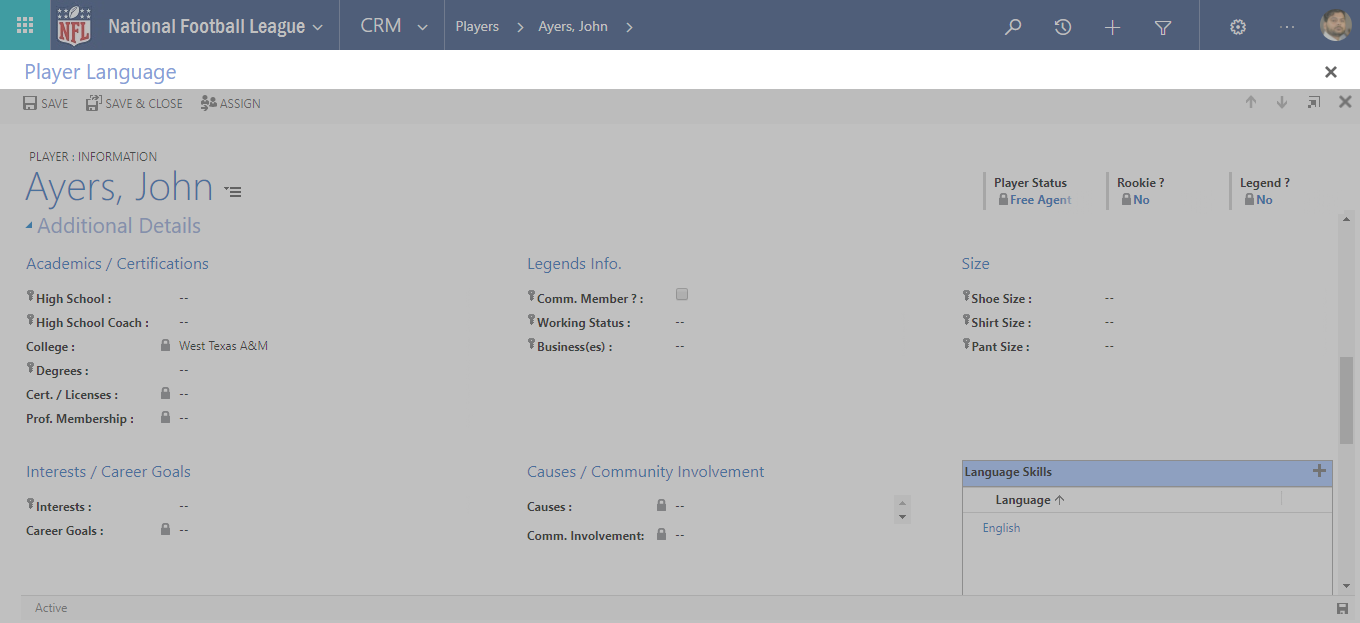 NFL National Football League CRM Players Ayers, John
Player Language
SAVE SAVE & CLOSE ASSIGN
PLAYER : INFORMATION
Ayers, John
Player Status Rookie ? Legend ?
Free Agent No No
Additional Details
Academics / Certifications Legends Info. Size
High School : -- Comm. Member ? : Shoe Size : --
High School Coach : -- Working Status : -- Shirt Size : --
College : West Texas A&M Business(es) : -- Pant Size : --
Degrees : --
Cert. / Licenses : --
Prof. Membership : --
Interests / Career Goals Causes / Community Involvement Language Skills
Language
Interests : -- Causes : --
Career Goals : -- Comm. Involvement: -- English
Active